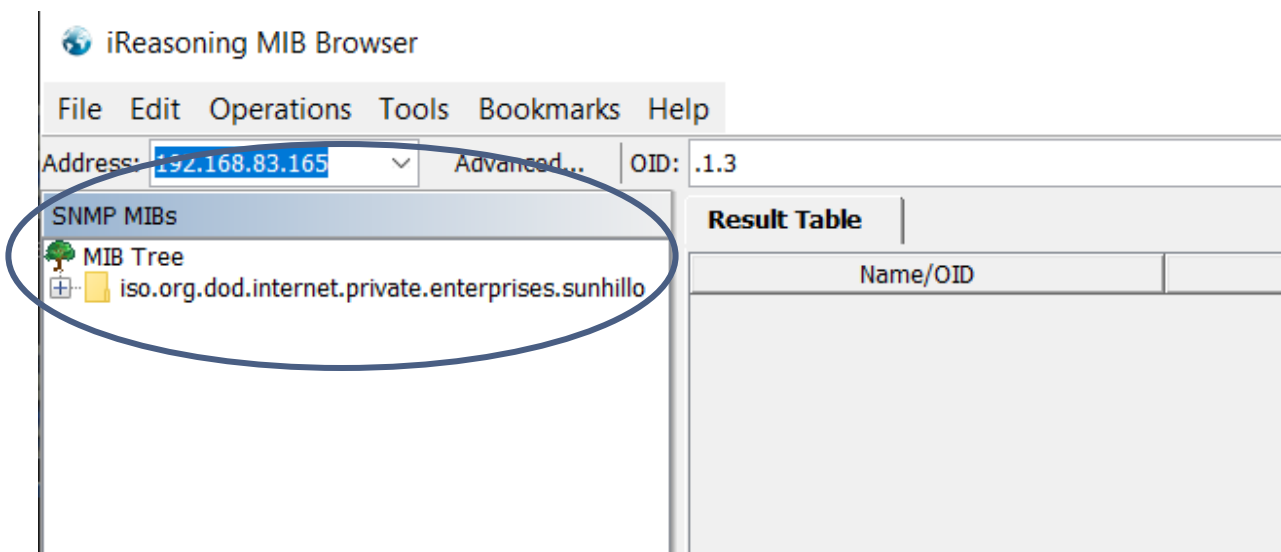 iReasoning MIB Browser
File Edit Operations Tools Bookmarks Help
Address: 192.168.83.165 Advanced... OID: .1.3
SNMP MIBs
Result Table
MIB Tree
Name/OID
iso.org.dod.internet.private.enterprises.sunhillo